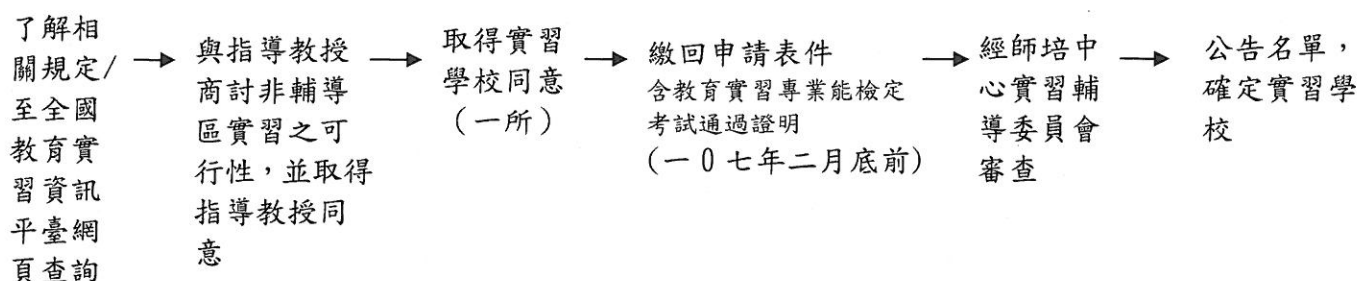 了解相
關規定/
至全國
教育實
習資訊
平臺網
頁查詢
→
與指導教授
商討非輔導
區實習之可
行性，並取得
指導教授同
意
→
取得實習
學校同意
(一所)
→
繳回申請表件
含教育實習專業能檢定
考試通過證明
(一０七年二月底前)
→
經師培中
心實習輔
導委員會
審查
→
公告名單，
確定實習學
校